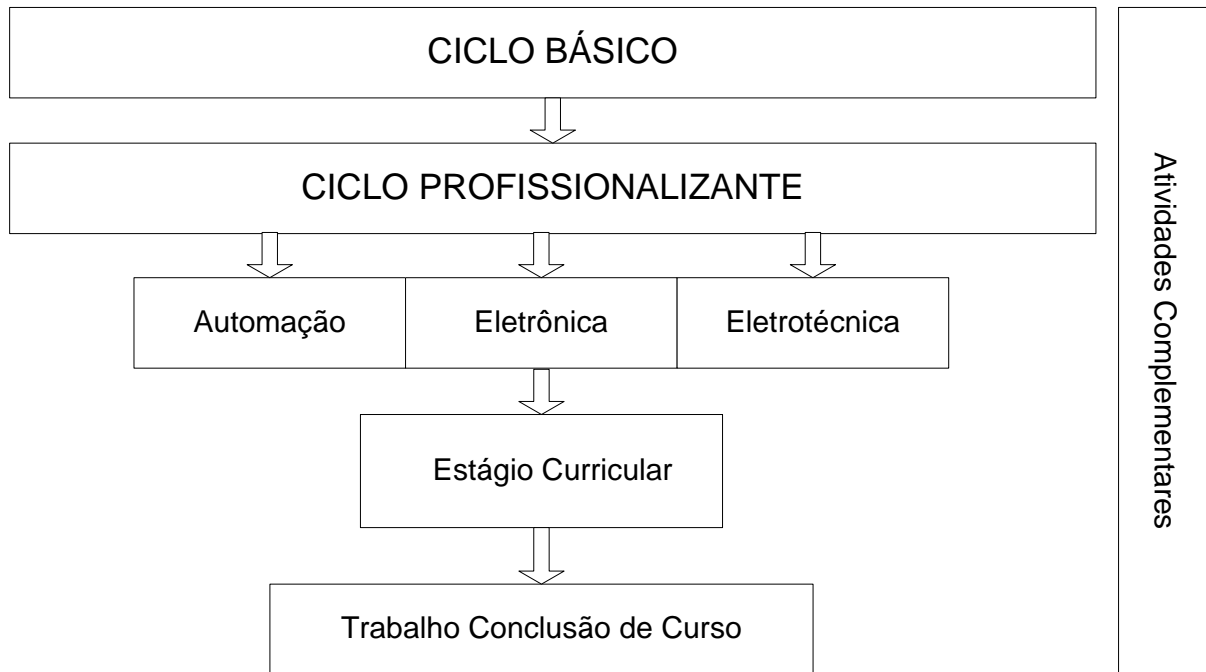 CICLO BÁSICO
CICLO PROFISSIONALIZANTE
Automação
Eletrônica
Eletrotécnica
Estágio Curricular
Trabalho Conclusão de Curso
Atividades Complementares